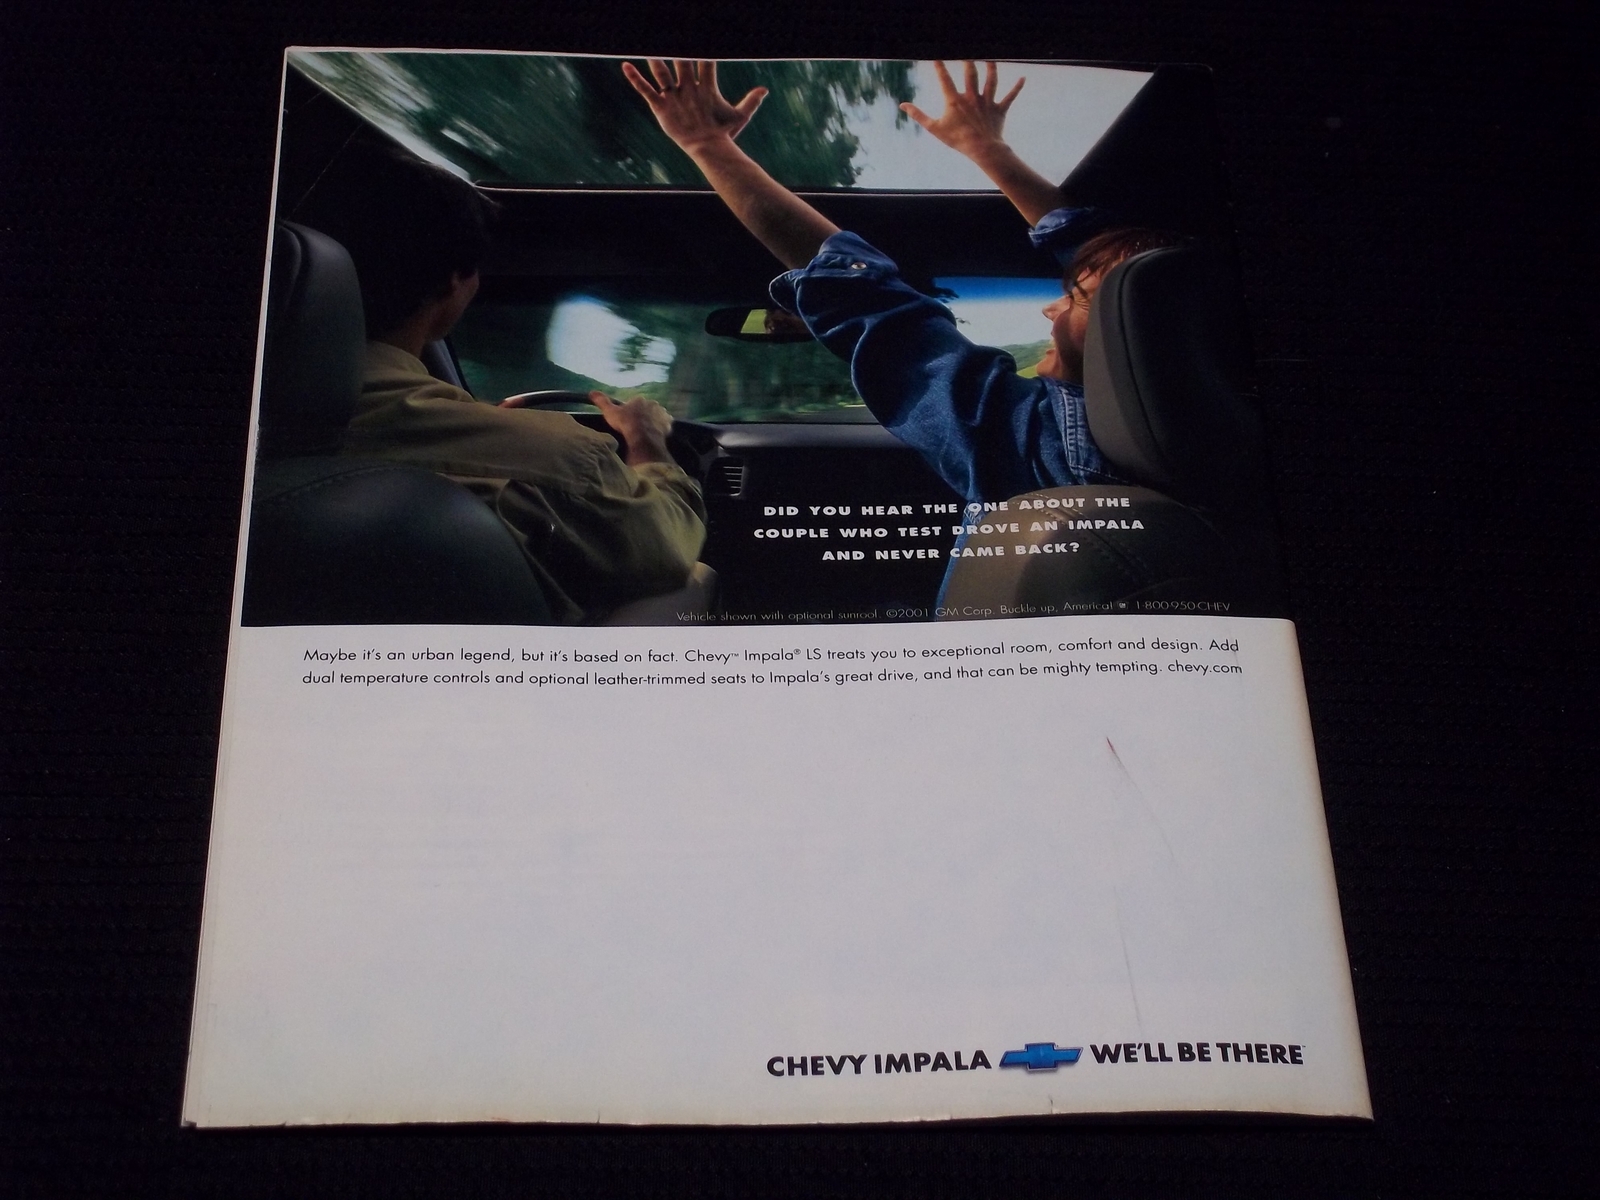 DID YOU HEAR THE ONE ABOUT THE
COUPLE WHO TEST DROVE AN IMPALA
AND NEVER CAME BACK?
Vehicle shown with optional sunroof. ©2001 GM Corp. Buckle up, America! 1-800-950-CHEV
Maybe it's an urban legend, but it's based on fact. Chevy™ Impala® LS treats you to exceptional room, comfort and design. Add
dual temperature controls and optional leather-trimmed seats to Impala's great drive, and that can be mighty tempting. chevy.com
CHEVY IMPALA WE'LL BE THERE™